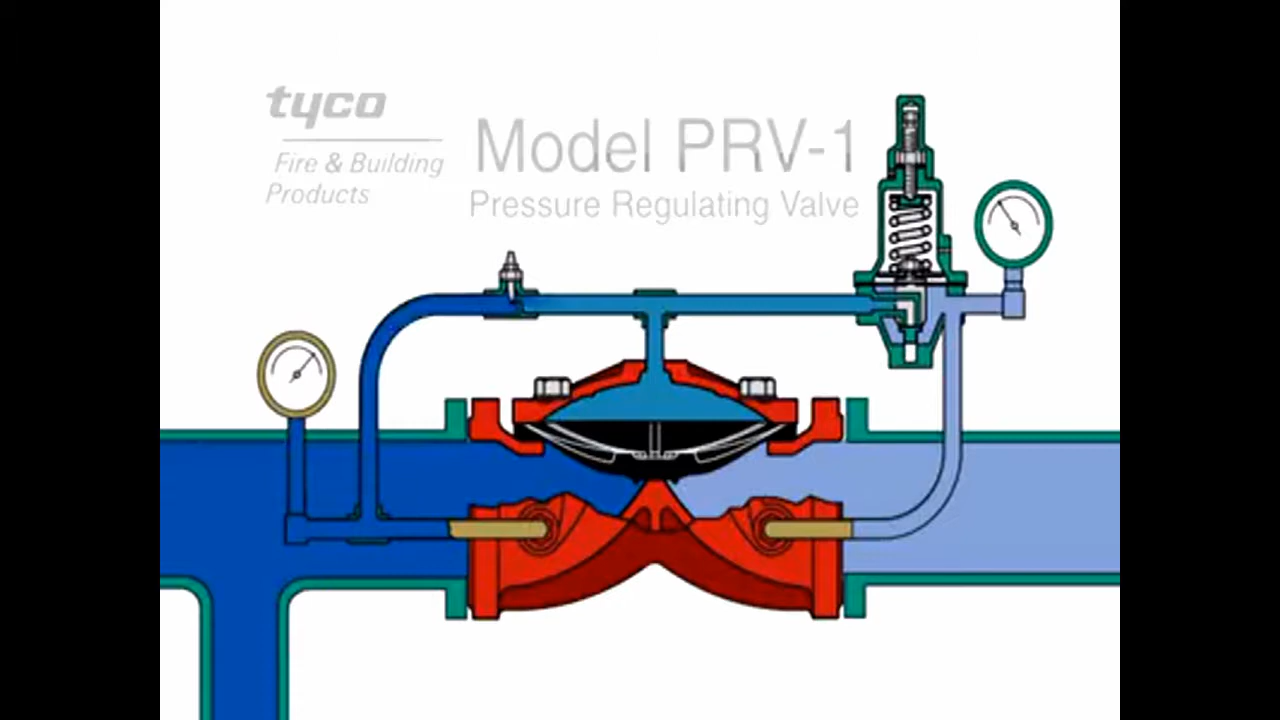 tyco
Fire & Building
Products
Model PRV-1
Pressure Regulating Valve